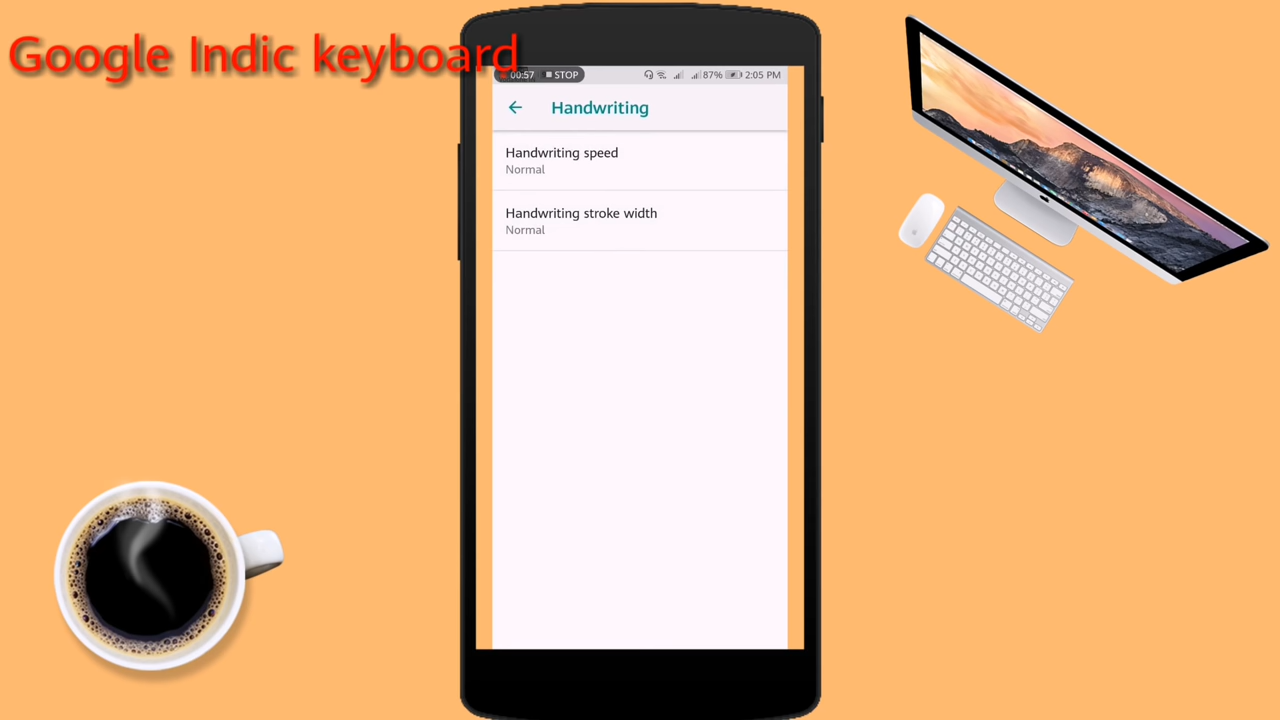 Google Indic keyboard
00:57 STOP 87% 2:05 PM
Handwriting
Handwriting speed
Normal
Handwriting stroke width
Normal